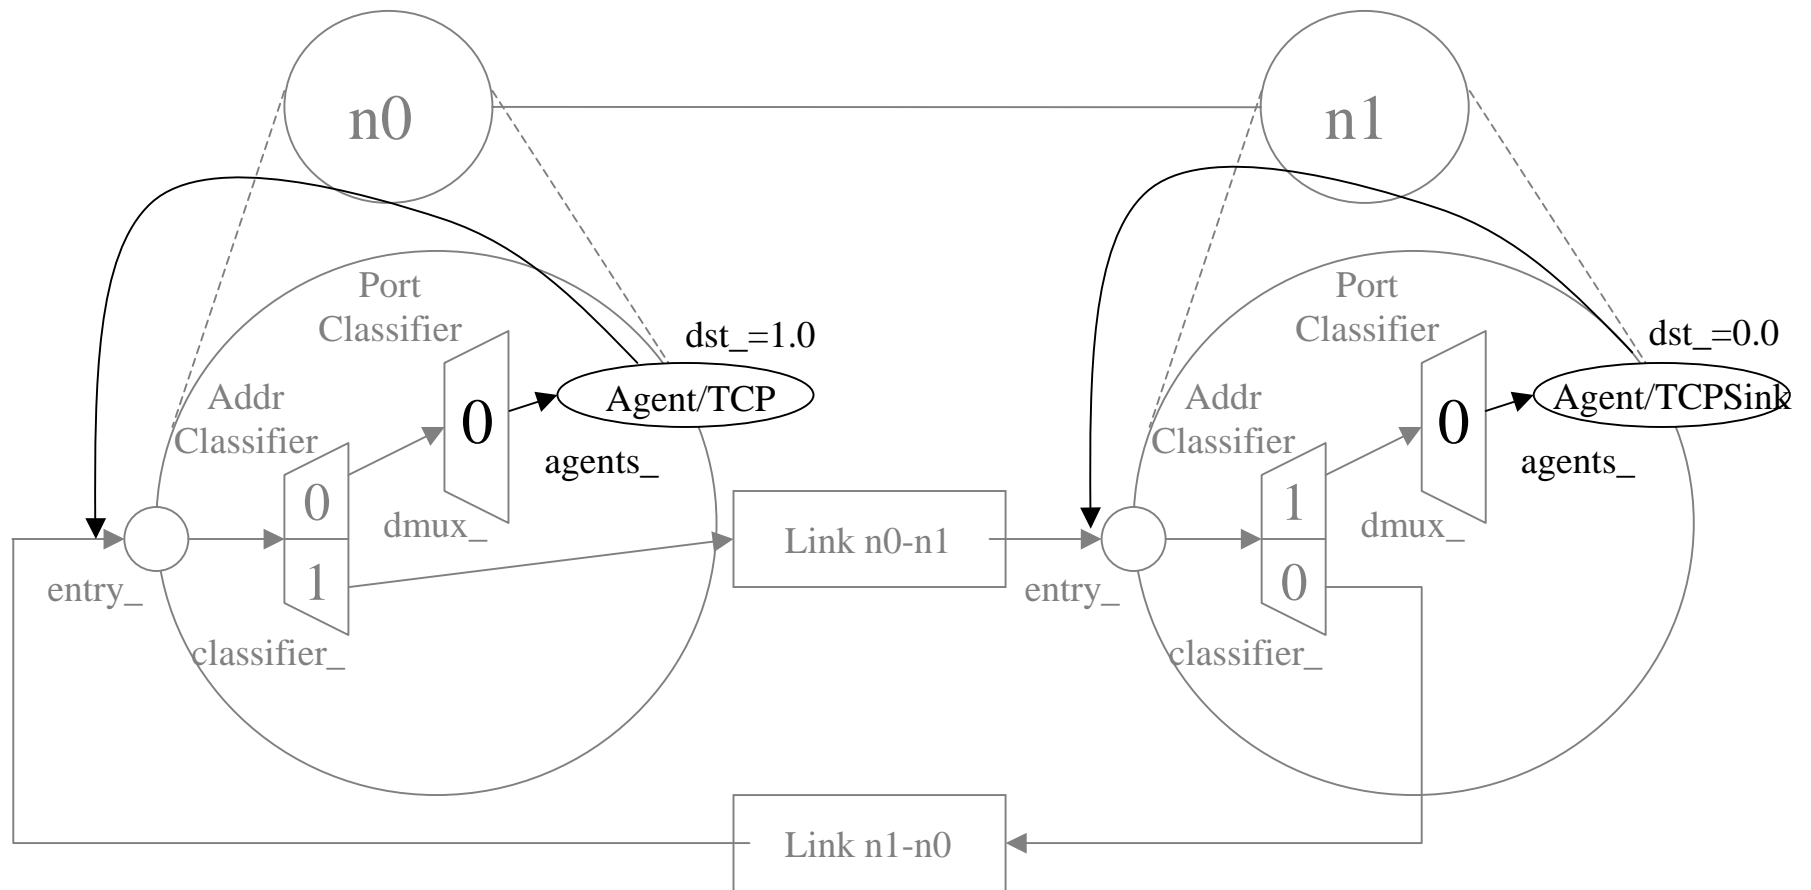 n0
n1
Port
Classifier
dst_=1.0
Agent/TCP
Addr
Classifier
0
agents_
0
1
dmux_
entry_
classifier_
Link n0-n1
Port
Classifier
dst_=0.0
Agent/TCPSink
Addr
Classifier
0
agents_
1
0
dmux_
entry_
classifier_
Link n1-n0